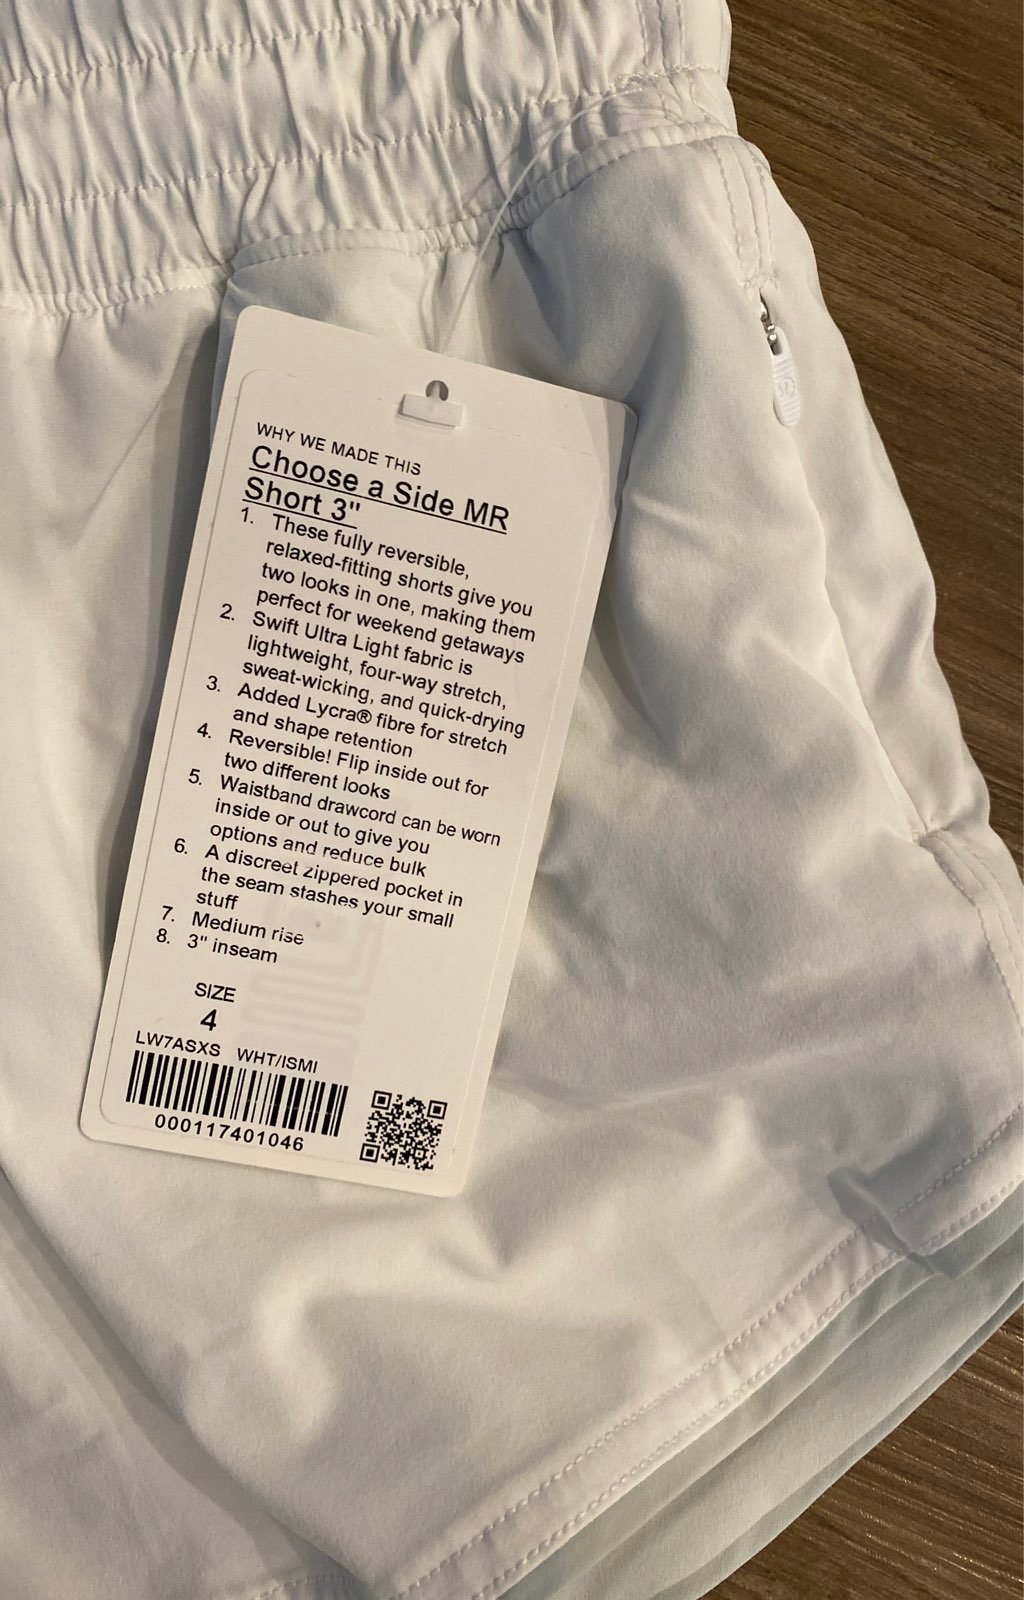 WHY WE MADE THIS
Choose a Side MR
Short 3"
1. These fully reversible,
relaxed-fitting shorts give you
two looks in one, making them
perfect for weekend getaways
2. Swift Ultra Light fabric is
lightweight, four-way stretch,
sweat-wicking, and quick-drying
3. Added Lycra® fibre for stretch
and shape retention
4. Reversible! Flip inside out for
two different looks
5. Waistband drawcord can be worn
inside or out to give you
options and reduce bulk
6. A discreet zippered pocket in
the seam stashes your small
stuff
7. Medium rise
8. 3" inseam
SIZE
4
LW7ASXS WHT/ISMI
000117401046